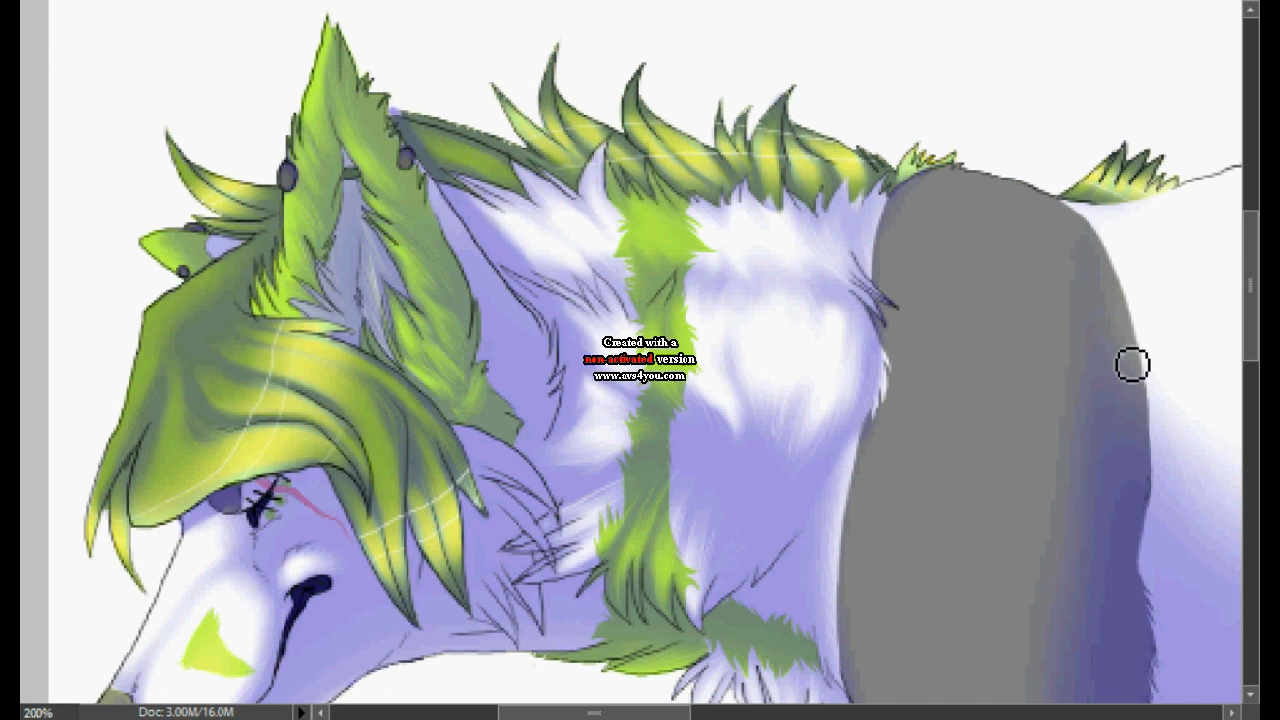 Created with a
non-activated version
www.avs4you.com
200%
Doc: 3.00M/16.0M